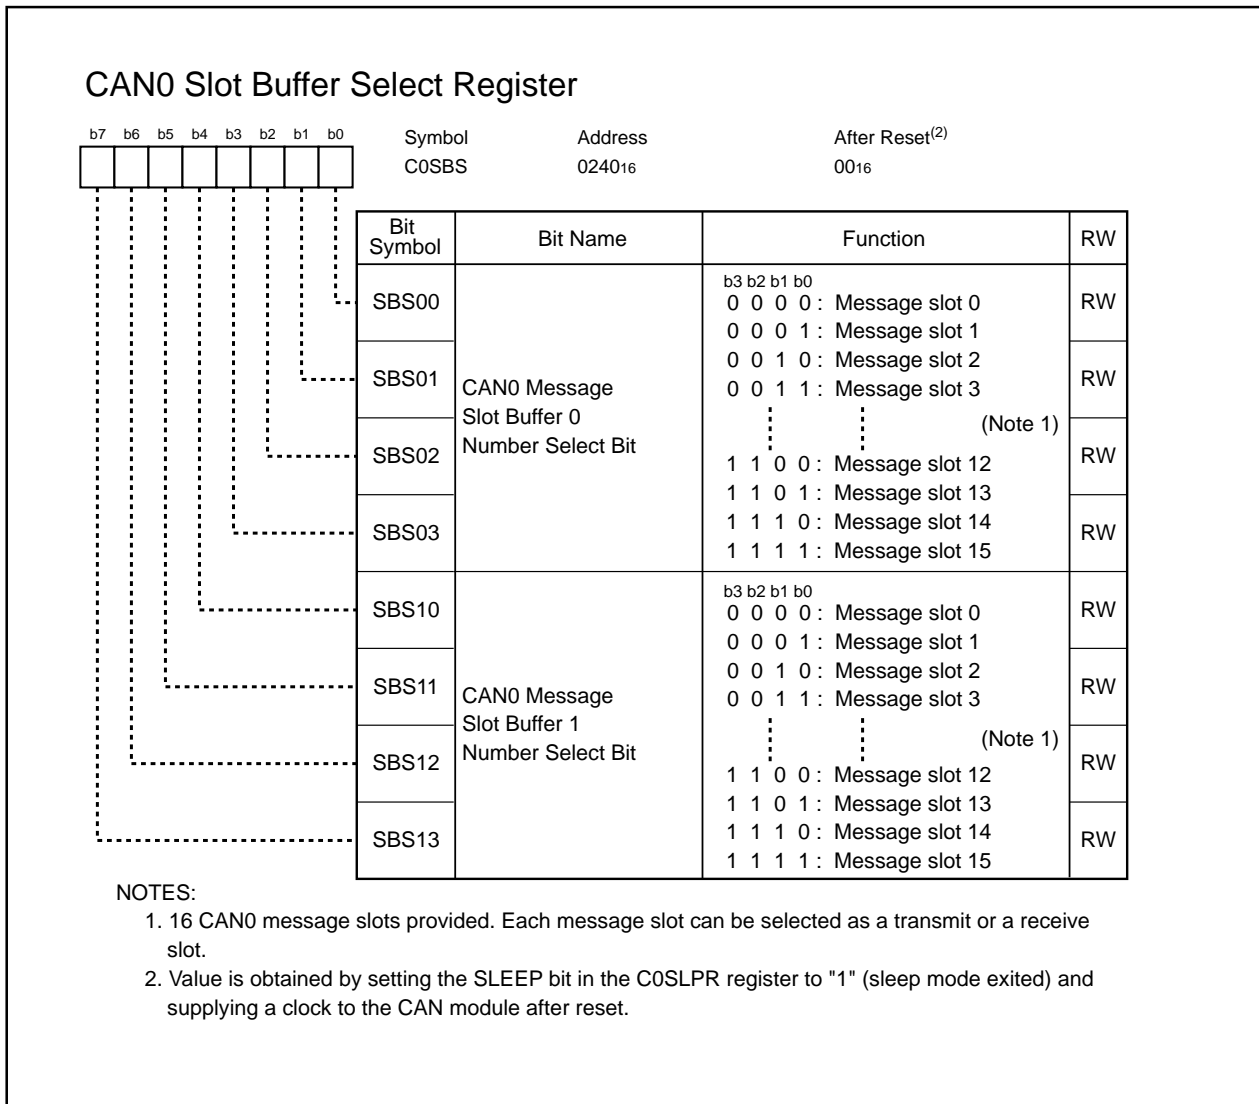 CAN0 Slot Buffer Select Register
b7 b6 b5 b4 b3 b2 b1 b0
Symbol Address After Reset(2)
C0SBS 024016 0016
Bit Symbol Bit Name Function RW
SBS00 RW
SBS01 RW
SBS02 RW
SBS03 RW
CAN0 Message
Slot Buffer 0
Number Select Bit
b3 b2 b1 b0
0 0 0 0 : Message slot 0
0 0 0 1 : Message slot 1
0 0 1 0 : Message slot 2
0 0 1 1 : Message slot 3
(Note 1)
1 1 0 0 : Message slot 12
1 1 0 1 : Message slot 13
1 1 1 0 : Message slot 14
1 1 1 1 : Message slot 15
SBS10 RW
SBS11 RW
SBS12 RW
SBS13 RW
CAN0 Message
Slot Buffer 1
Number Select Bit
b3 b2 b1 b0
0 0 0 0 : Message slot 0
0 0 0 1 : Message slot 1
0 0 1 0 : Message slot 2
0 0 1 1 : Message slot 3
(Note 1)
1 1 0 0 : Message slot 12
1 1 0 1 : Message slot 13
1 1 1 0 : Message slot 14
1 1 1 1 : Message slot 15
NOTES:
1. 16 CAN0 message slots provided. Each message slot can be selected as a transmit or a receive
slot.
2. Value is obtained by setting the SLEEP bit in the C0SLPR register to "1" (sleep mode exited) and
supplying a clock to the CAN module after reset.